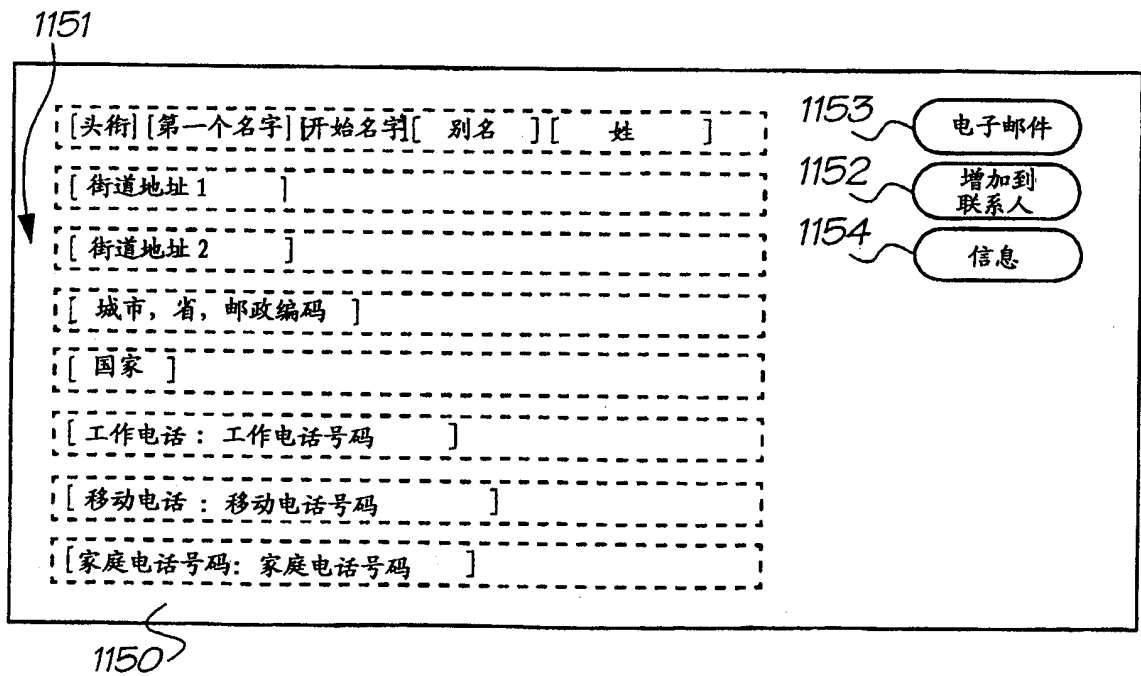 1151
[头衔] [第一个名字] [开始名字] [ 别名 ] [ 姓 ]
1153
电子邮件
[ 街道地址 1 ]
1152
增加到
联系人
[ 街道地址 2 ]
1154
信息
[ 城市, 省, 邮政编码 ]
[ 国家 ]
[ 工作电话 : 工作电话号码 ]
[ 移动电话 : 移动电话号码 ]
[家庭电话号码: 家庭电话号码 ]
1150